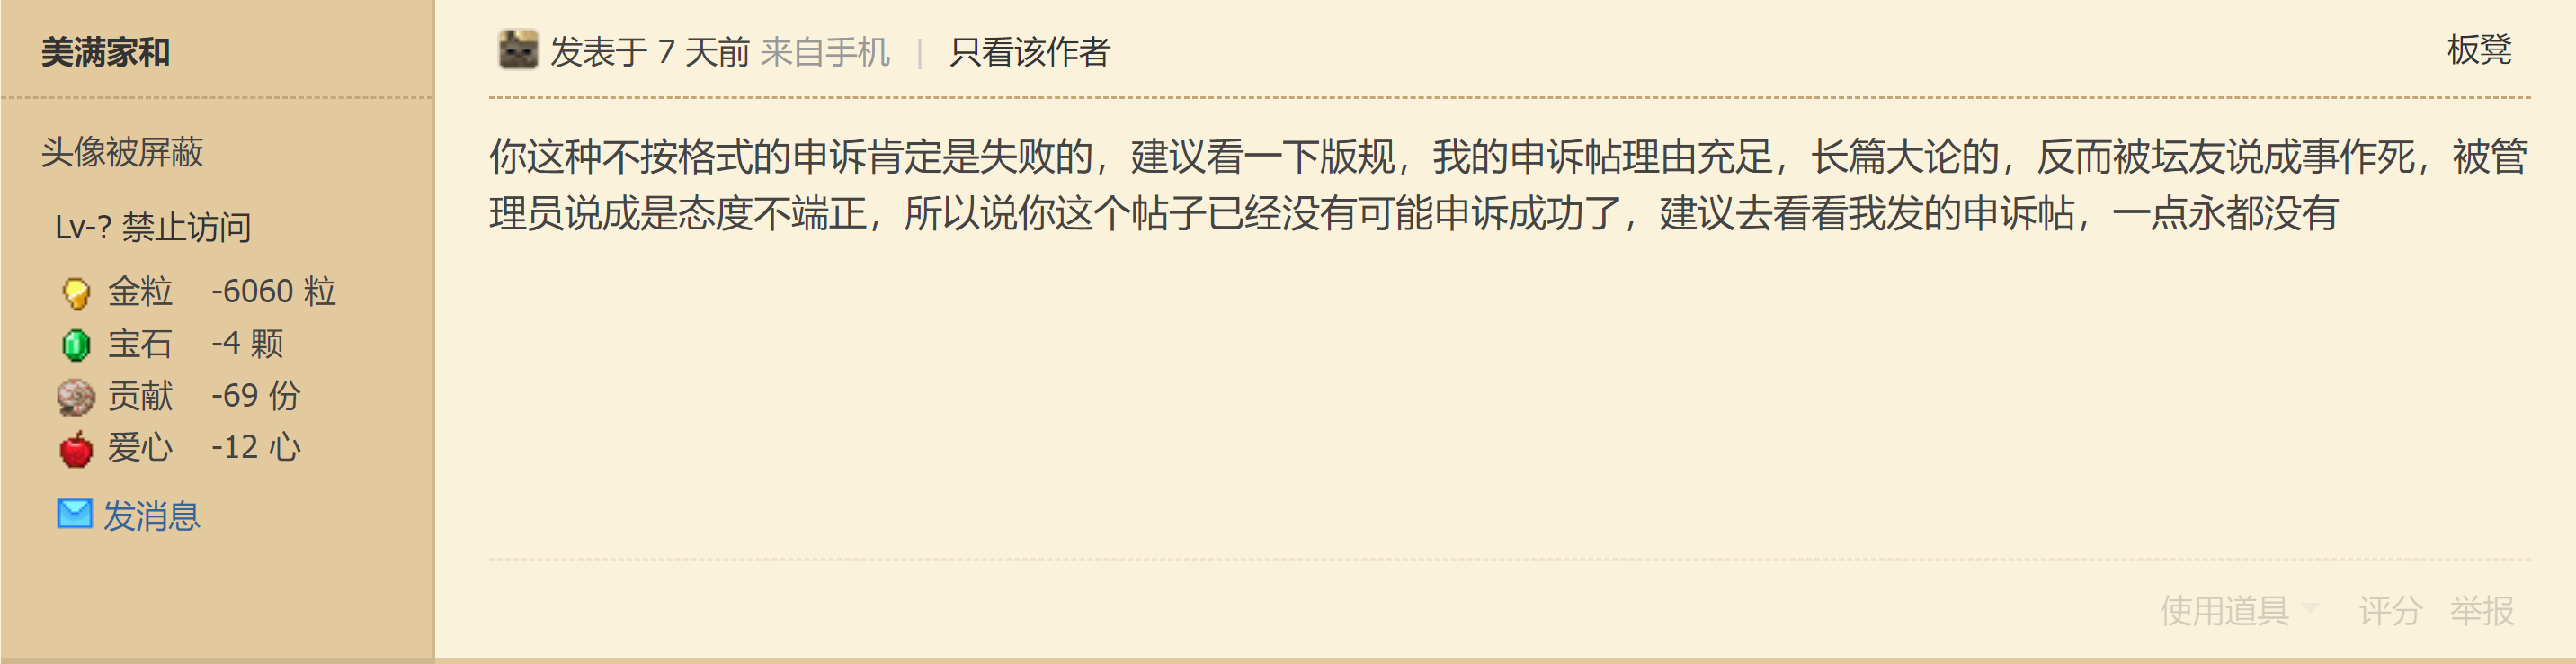 美满家和
头像被屏蔽
Lv-? 禁止访问
金粒 -6060 粒
宝石 -4 颗
贡献 -69 份
爱心 -12 心
发消息
发表于 7 天前 来自手机 | 只看该作者
板凳
你这种不按格式的申诉肯定是失败的，建议看一下版规，我的申诉帖理由充足，长篇大论的，反而被坛友说成事作死，被管
理员说成是态度不端正，所以说你这个帖子已经没有可能申诉成功了，建议去看看我发的申诉帖，一点永都没有
使用道具 评分 举报